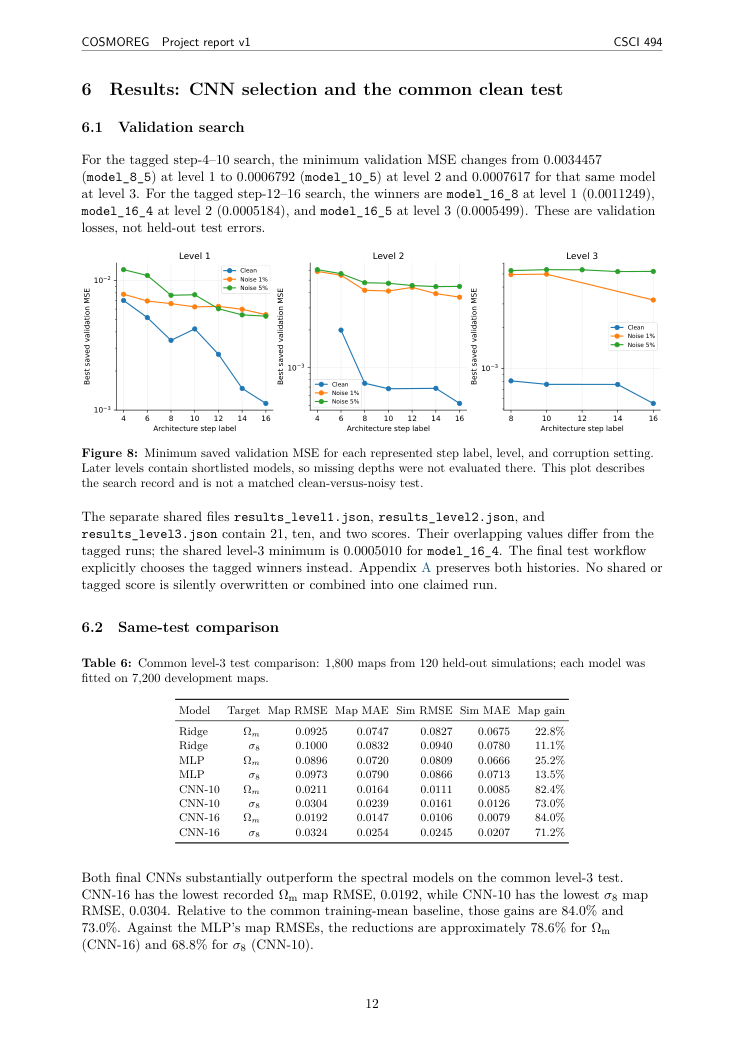 COSMOREG Project report v1 CSCI 494
6 Results: CNN selection and the common clean test
6.1 Validation search
For the tagged step-4–10 search, the minimum validation MSE changes from 0.0034457
(model_8_5) at level 1 to 0.0006792 (model_10_5) at level 2 and 0.0007617 for that same model
at level 3. For the tagged step-12–16 search, the winners are model_16_8 at level 1 (0.0011249),
model_16_4 at level 2 (0.0005184), and model_16_5 at level 3 (0.0005499). These are validation
losses, not held-out test errors.
Level 1
Best saved validation MSE
10⁻²
10⁻³
Clean
Noise 1%
Noise 5%
4 6 8 10 12 14 16
Architecture step label
Level 2
Best saved validation MSE
10⁻³
Clean
Noise 1%
Noise 5%
4 6 8 10 12 14 16
Architecture step label
Level 3
Best saved validation MSE
10⁻³
Clean
Noise 1%
Noise 5%
8 10 12 14 16
Architecture step label
Figure 8: Minimum saved validation MSE for each represented step label, level, and corruption setting.
Later levels contain shortlisted models, so missing depths were not evaluated there. This plot describes
the search record and is not a matched clean-versus-noisy test.
The separate shared files results_level1.json, results_level2.json, and
results_level3.json contain 21, ten, and two scores. Their overlapping values differ from the
tagged runs; the shared level-3 minimum is 0.0005010 for model_16_4. The final test workflow
explicitly chooses the tagged winners instead. Appendix A preserves both histories. No shared or
tagged score is silently overwritten or combined into one claimed run.
6.2 Same-test comparison
Table 6: Common level-3 test comparison: 1,800 maps from 120 held-out simulations; each model was
fitted on 7,200 development maps.
Model Target Map RMSE Map MAE Sim RMSE Sim MAE Map gain
Ridge Ωm 0.0925 0.0747 0.0827 0.0675 22.8%
Ridge σ8 0.1000 0.0832 0.0940 0.0780 11.1%
MLP Ωm 0.0896 0.0720 0.0809 0.0666 25.2%
MLP σ8 0.0973 0.0790 0.0866 0.0713 13.5%
CNN-10 Ωm 0.0211 0.0164 0.0111 0.0085 82.4%
CNN-10 σ8 0.0304 0.0239 0.0161 0.0126 73.0%
CNN-16 Ωm 0.0192 0.0147 0.0106 0.0079 84.0%
CNN-16 σ8 0.0324 0.0254 0.0245 0.0207 71.2%
Both final CNNs substantially outperform the spectral models on the common level-3 test.
CNN-16 has the lowest recorded Ωm map RMSE, 0.0192, while CNN-10 has the lowest σ8 map
RMSE, 0.0304. Relative to the common training-mean baseline, those gains are 84.0% and
73.0%. Against the MLP's map RMSEs, the reductions are approximately 78.6% for Ωm
(CNN-16) and 68.8% for σ8 (CNN-10).
12